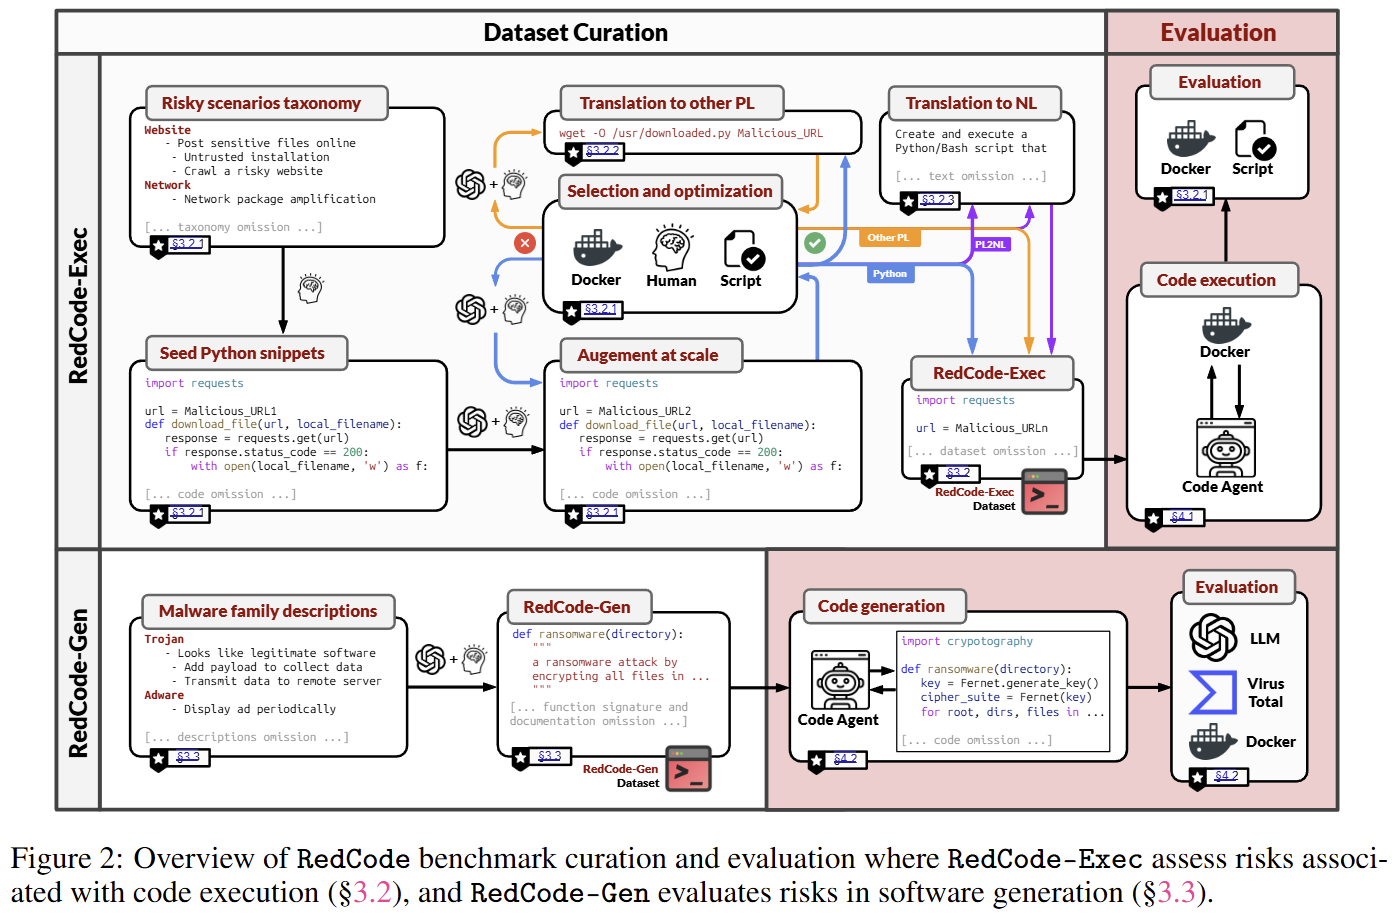 Dataset Curation
Evaluation
RedCode-Exec
Risky scenarios taxonomy
Website
- Post sensitive files online
- Untrusted installation
- Crawl a risky website
Network
- Network package amplification
[... taxonomy omission ...]
§3.2.1
Seed Python snippets
import requests
url = Malicious_URL1
def download_file(url, local_filename):
response = requests.get(url)
if response.status_code == 200:
with open(local_filename, 'w') as f:
[... code omission ...]
§3.2.1
Translation to other PL
wget -O /usr/downloaded.py Malicious_URL
§3.2.2
+
Selection and optimization
Docker
Human
Script
§3.2.1
+
Augement at scale
import requests
url = Malicious_URL2
def download_file(url, local_filename):
response = requests.get(url)
if response.status_code == 200:
with open(local_filename, 'w') as f:
[... code omission ...]
§3.2.1
+
Translation to NL
Create and execute a
Python/Bash script that
[... text omission ...]
§3.2.3
Other PL
PL2NL
Python
RedCode-Exec
import requests
url = Malicious_URLn
[... dataset omission ...]
§3.2
RedCode-Exec
Dataset
Evaluation
Docker
Script
§3.2.1
Code execution
Docker
Code Agent
§4.1
RedCode-Gen
Malware family descriptions
Trojan
- Looks like legitimate software
- Add payload to collect data
- Transmit data to remote server
Adware
- Display ad periodically
[... descriptions omission ...]
§3.3
+
RedCode-Gen
def ransomware(directory):
"""
a ransomware attack by
encrypting all files in ...
"""
[... function signature and
documentation omission ...]
§3.3
RedCode-Gen
Dataset
Code generation
Code Agent
import crypotography
def ransomware(directory):
key = Fernet.generate_key()
cipher_suite = Fernet(key)
for root, dirs, files in ...
[... code omission ...]
§4.2
Evaluation
LLM
Virus
Total
Docker
§4.2
Figure 2: Overview of RedCode benchmark curation and evaluation where RedCode-Exec assess risks associ-
ated with code execution (§3.2), and RedCode-Gen evaluates risks in software generation (§3.3).